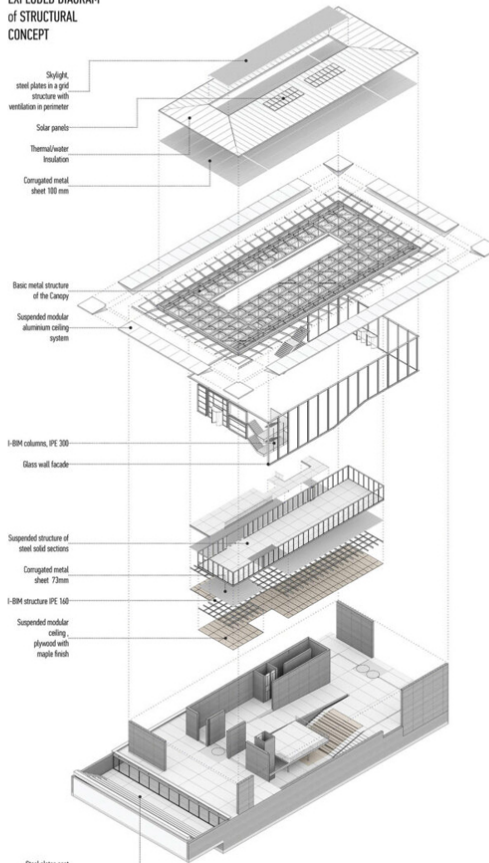 EXPLODED DIAGRAM
of STRUCTURAL
CONCEPT
Skylight,
steel plates in a grid
structure with
ventilation in perimeter
Solar panels
Thermal/water
Insulation
Corrugated metal
sheet 100 mm
Basic metal structure
of the Canopy
Suspended modular
aluminium ceiling
system
I-BIM columns, IPE 300
Glass wall facade
Suspended structure of
steel solid sections
Corrugated metal
sheet 73mm
I-BIM structure IPE 160
Suspended modular
ceiling ,
plywood with
maple finish